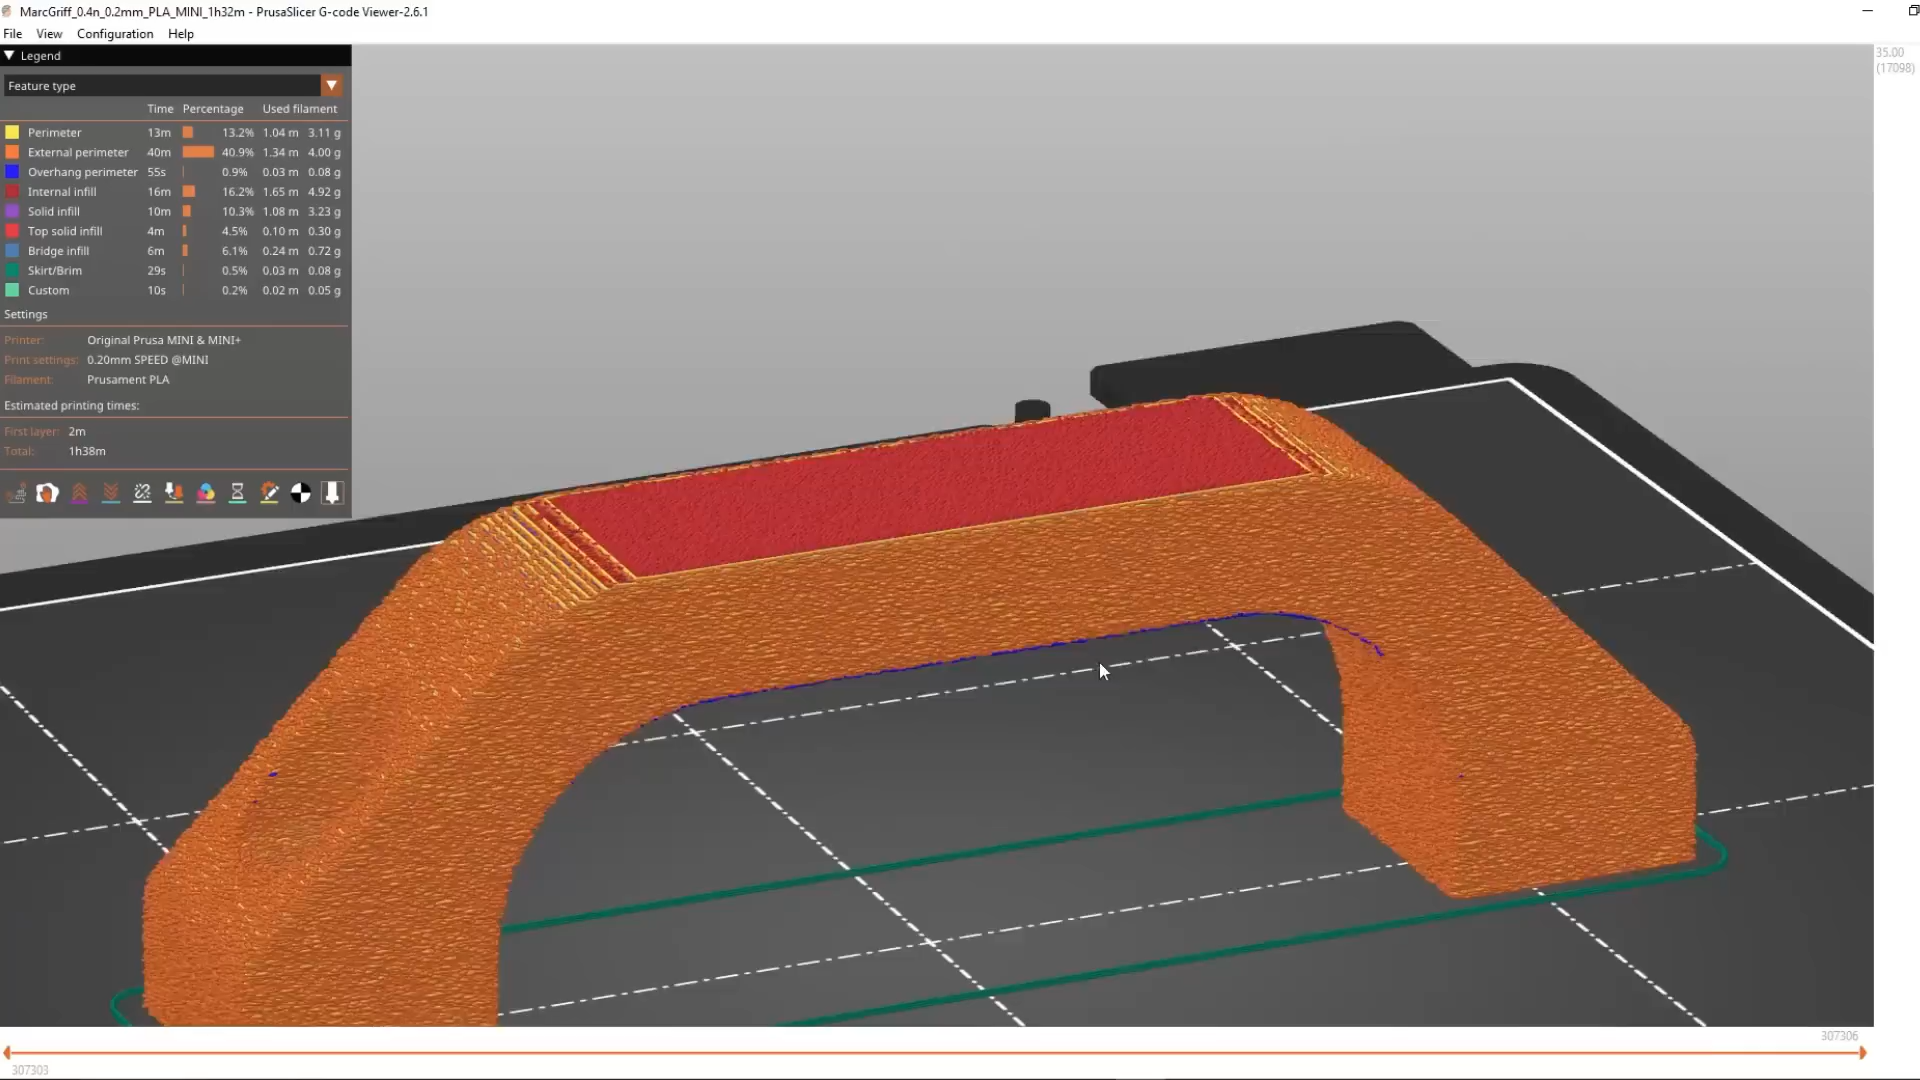 MarcGriff_0.4n_0.2mm_PLA_MINI_1h32m - PrusaSlicer G-code Viewer-2.6.1
File View Configuration Help
Legend
Feature type
Time Percentage Used filament
Perimeter 13m 13.2% 1.04 m 3.11 g
External perimeter 40m 40.9% 1.34 m 4.00 g
Overhang perimeter 55s 0.9% 0.03 m 0.08 g
Internal infill 16m 16.2% 1.65 m 4.92 g
Solid infill 10m 10.3% 1.08 m 3.23 g
Top solid infill 4m 4.5% 0.10 m 0.30 g
Bridge infill 6m 6.1% 0.24 m 0.72 g
Skirt/Brim 29s 0.5% 0.03 m 0.08 g
Custom 10s 0.2% 0.02 m 0.05 g
Settings
Printer: Original Prusa MINI & MINI+
Print settings: 0.20mm SPEED @MINI
Filament: Prusament PLA
Estimated printing times:
First layer: 2m
Total: 1h38m
35.00
(17098)
307306
307303